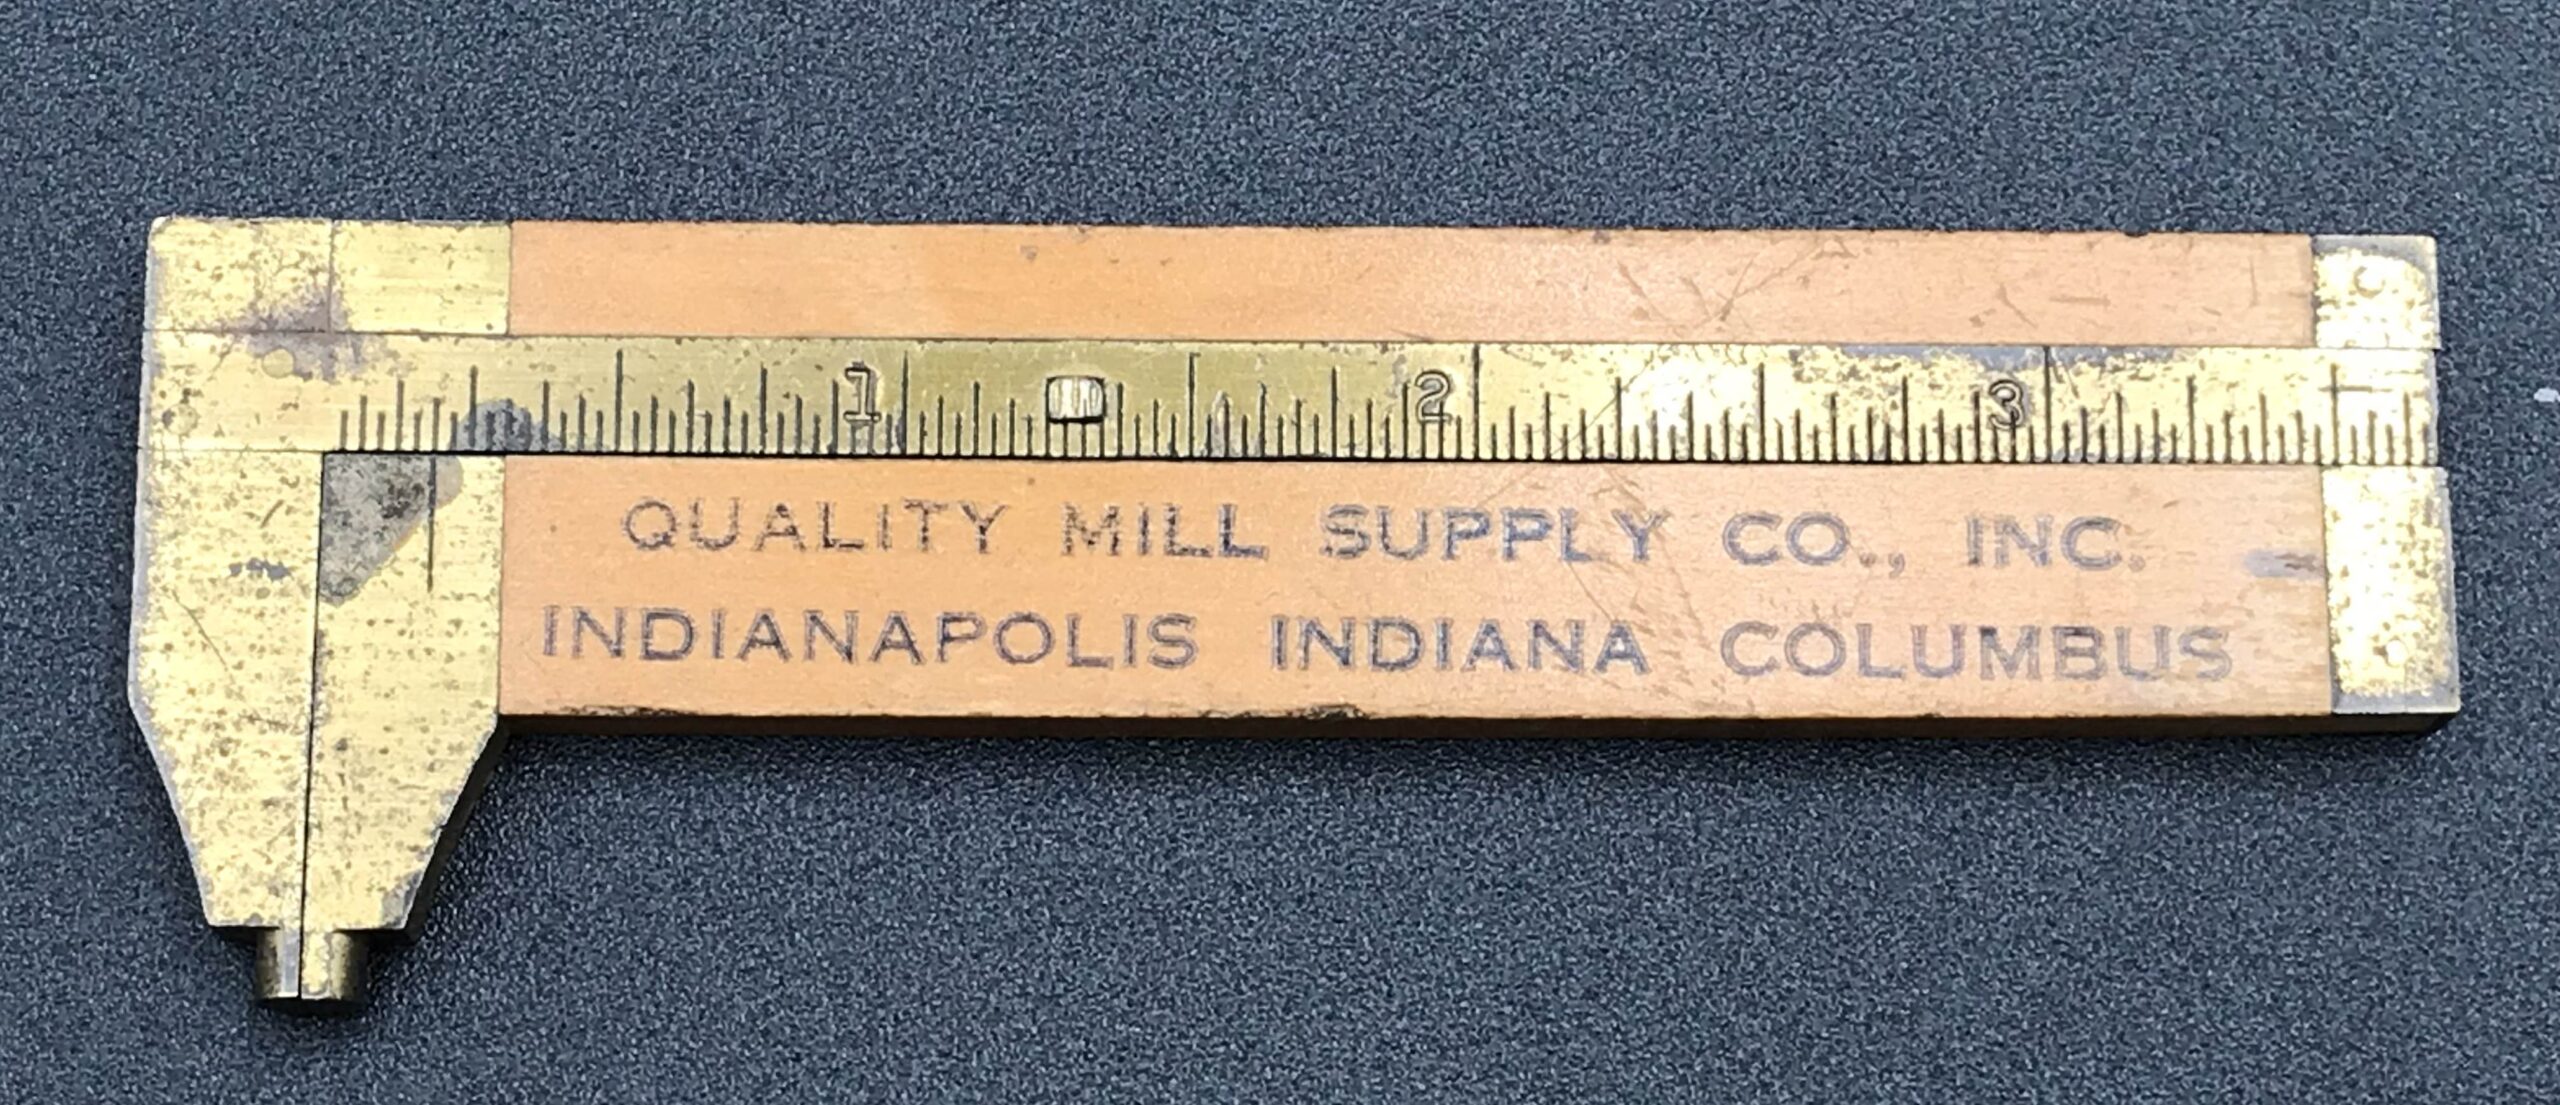 1 2 3
QUALITY MILL SUPPLY CO., INC.
INDIANAPOLIS INDIANA COLUMBUS